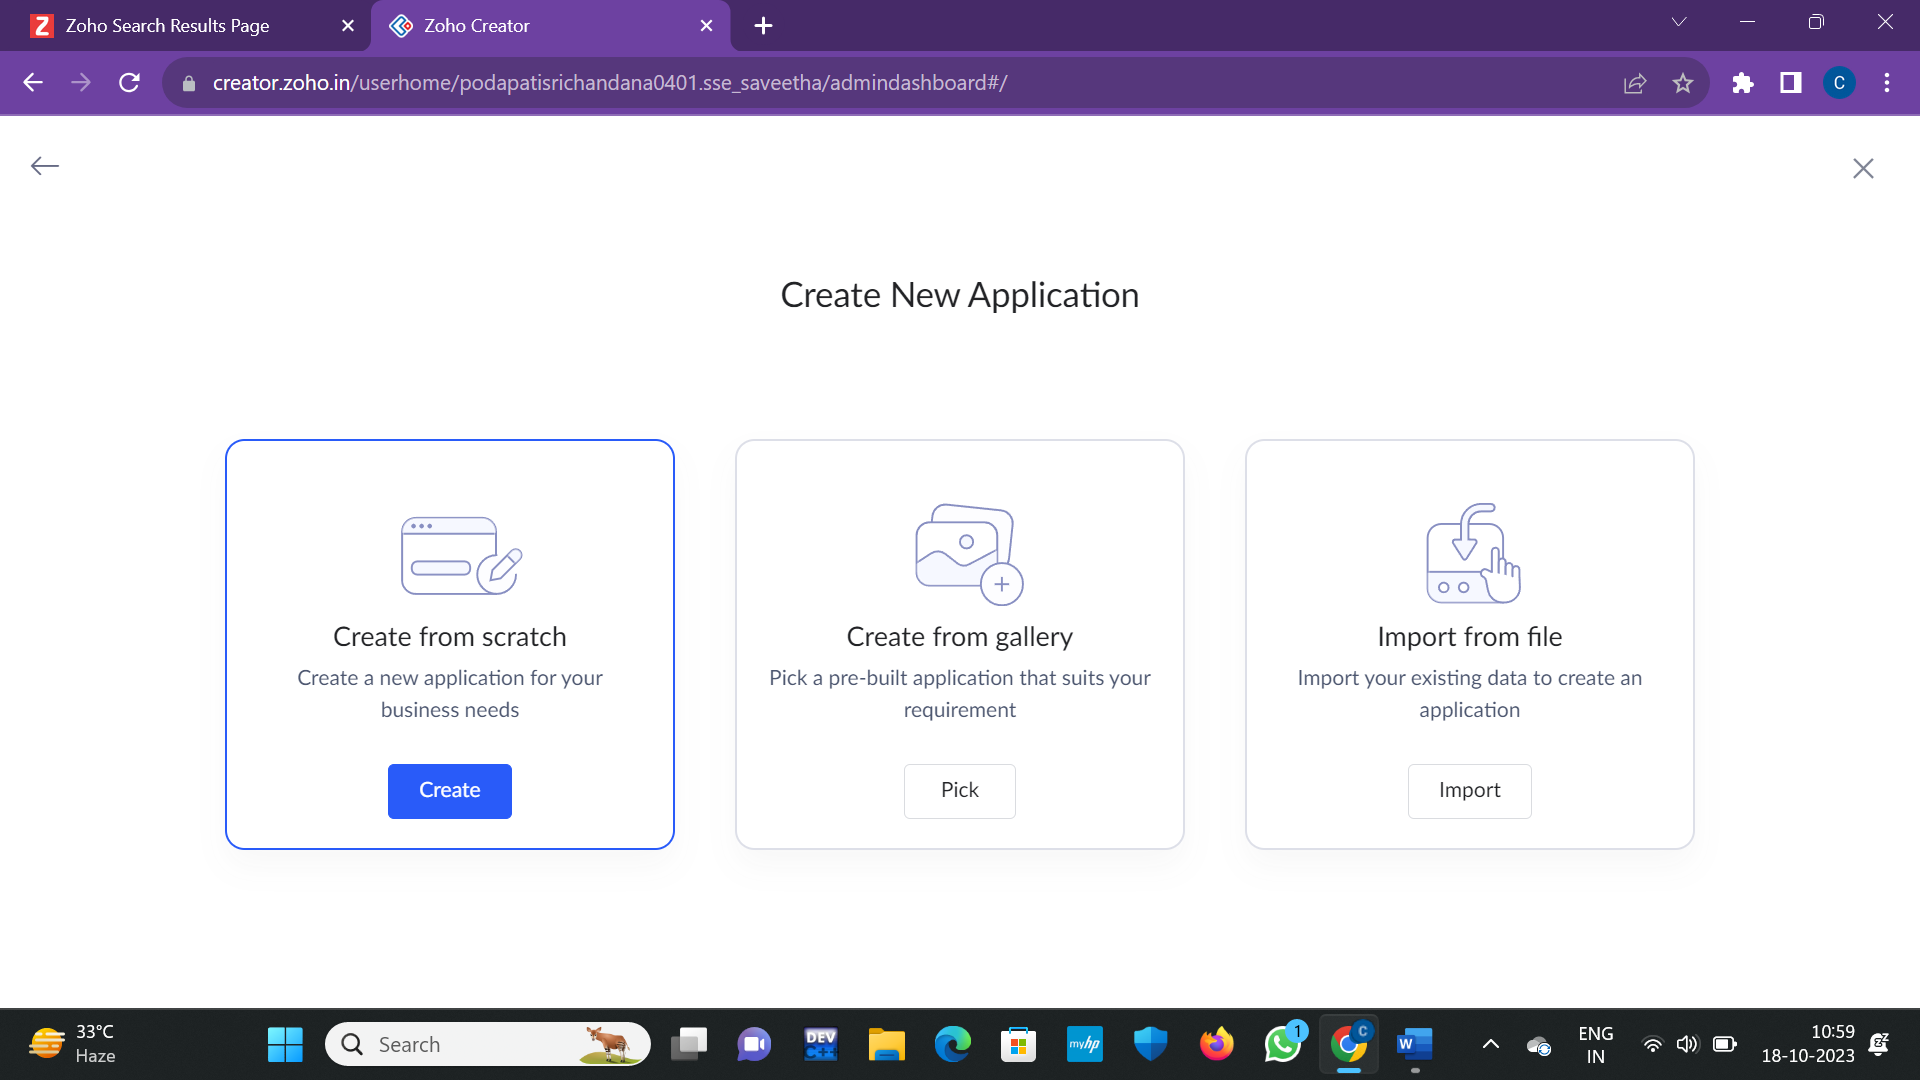 Zoho Search Results Page
Zoho Creator
creator.zoho.in/userhome/podapatisrichandana0401.sse_saveetha/admindashboard#/
C
Create New Application
Create from scratch
Create a new application for your
business needs
Create
Create from gallery
Pick a pre-built application that suits your
requirement
Pick
Import from file
Import your existing data to create an
application
Import
33°C
Haze
Search
DEV
C++
myhp
1
C
W
ENG
IN
10:59
18-10-2023